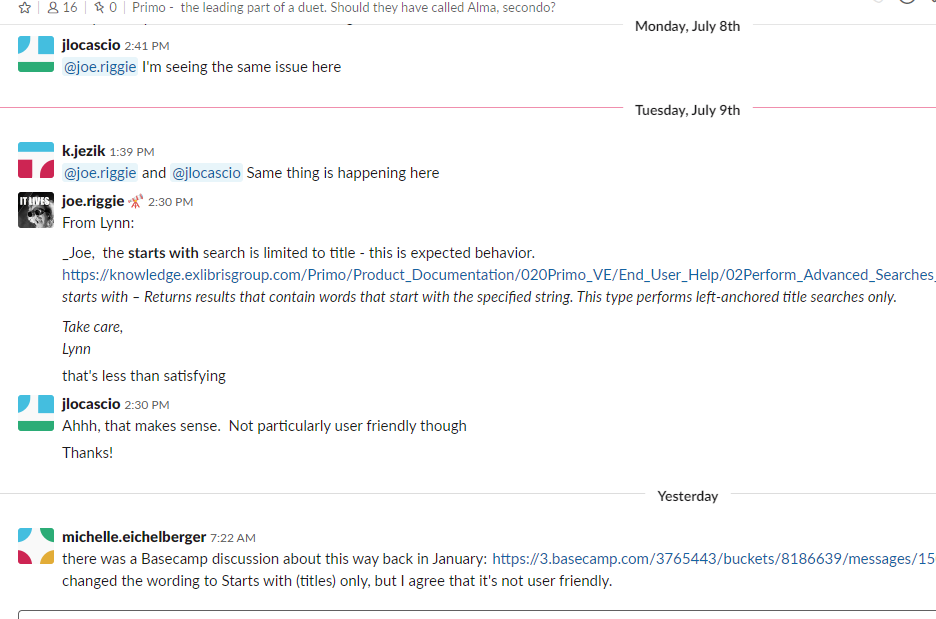 16 0 Primo - the leading part of a duet. Should they have called Alma, secondo?
Monday, July 8th
jlocascio 2:41 PM
@joe.riggie I'm seeing the same issue here
Tuesday, July 9th
k.jezik 1:39 PM
@joe.riggie and @jlocascio Same thing is happening here
IT LIVES
joe.riggie 2:30 PM
From Lynn:
_Joe, the starts with search is limited to title - this is expected behavior.
https://knowledge.exlibrisgroup.com/Primo/Product_Documentation/020Primo_VE/End_User_Help/02Perform_Advanced_Searches_
starts with – Returns results that contain words that start with the specified string. This type performs left-anchored title searches only.
Take care,
Lynn
that's less than satisfying
jlocascio 2:30 PM
Ahhh, that makes sense. Not particularly user friendly though
Thanks!
Yesterday
michelle.eichelberger 7:22 AM
there was a Basecamp discussion about this way back in January: https://3.basecamp.com/3765443/buckets/8186639/messages/15
changed the wording to Starts with (titles) only, but I agree that it's not user friendly.